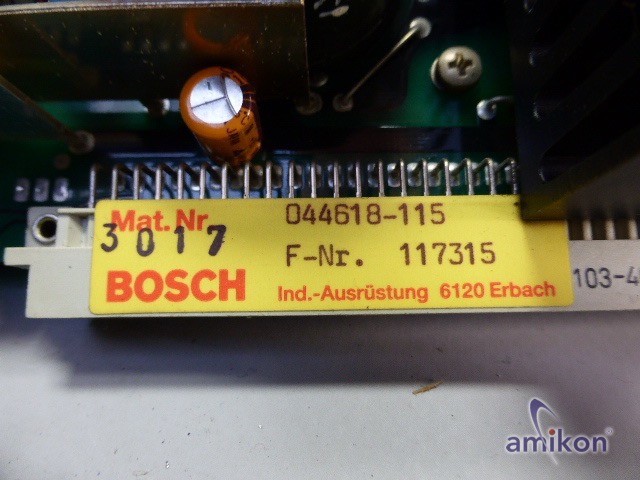 Mat. Nr. 044618-115
3017
F-Nr. 117315
BOSCH Ind.-Ausrüstung 6120 Erbach
103-4
amikon